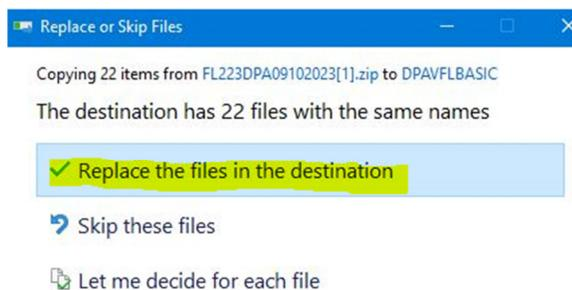 Replace or Skip Files
Copying 22 items from FL223DPA09102023[1].zip to DPAVFLBASIC
The destination has 22 files with the same names
Replace the files in the destination
Skip these files
Let me decide for each file